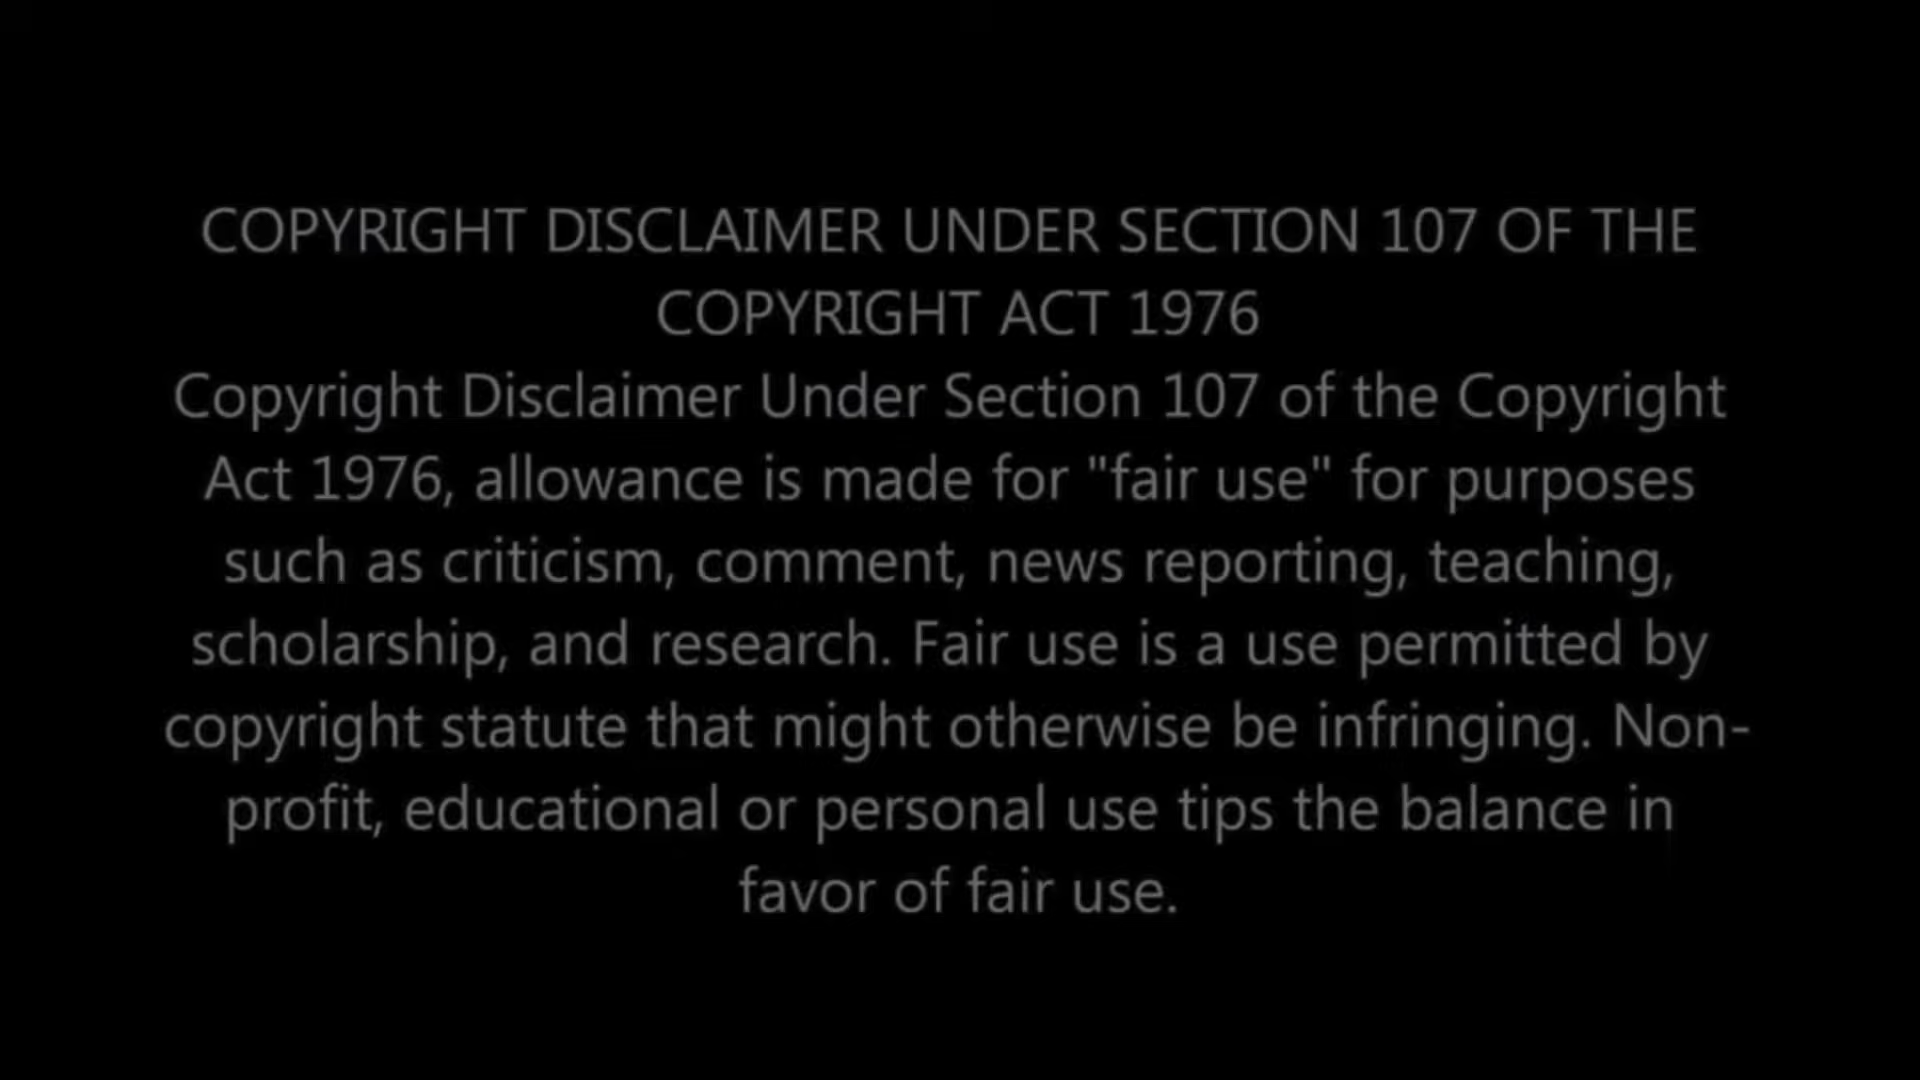 COPYRIGHT DISCLAIMER UNDER SECTION 107 OF THE
COPYRIGHT ACT 1976
Copyright Disclaimer Under Section 107 of the Copyright
Act 1976, allowance is made for "fair use" for purposes
such as criticism, comment, news reporting, teaching,
scholarship, and research. Fair use is a use permitted by
copyright statute that might otherwise be infringing. Non-
profit, educational or personal use tips the balance in
favor of fair use.